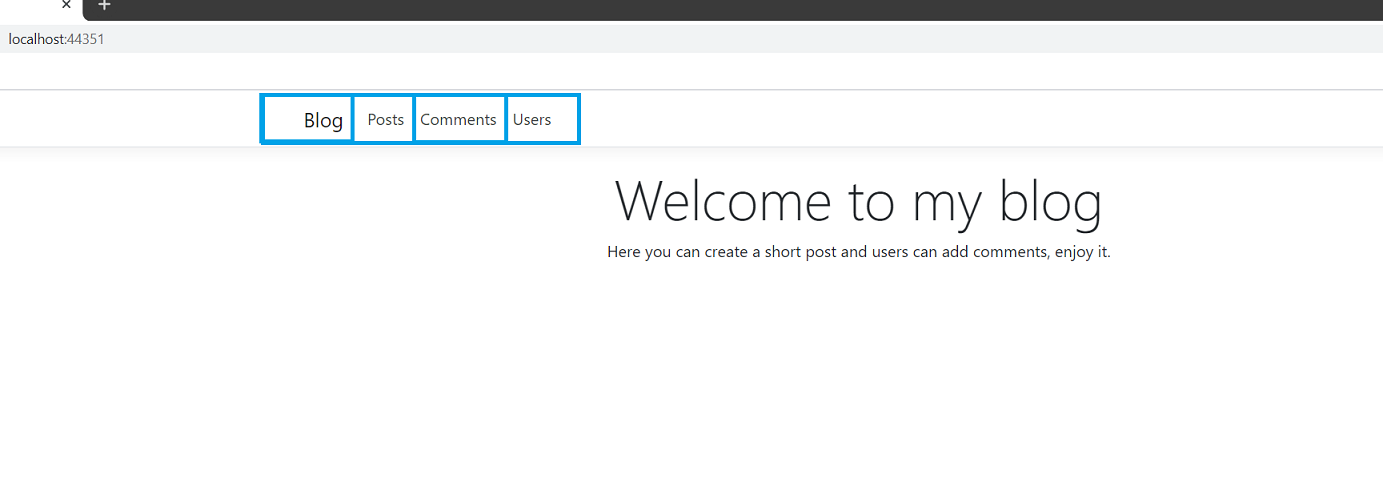 localhost:44351
Blog Posts Comments Users
Welcome to my blog
Here you can create a short post and users can add comments, enjoy it.